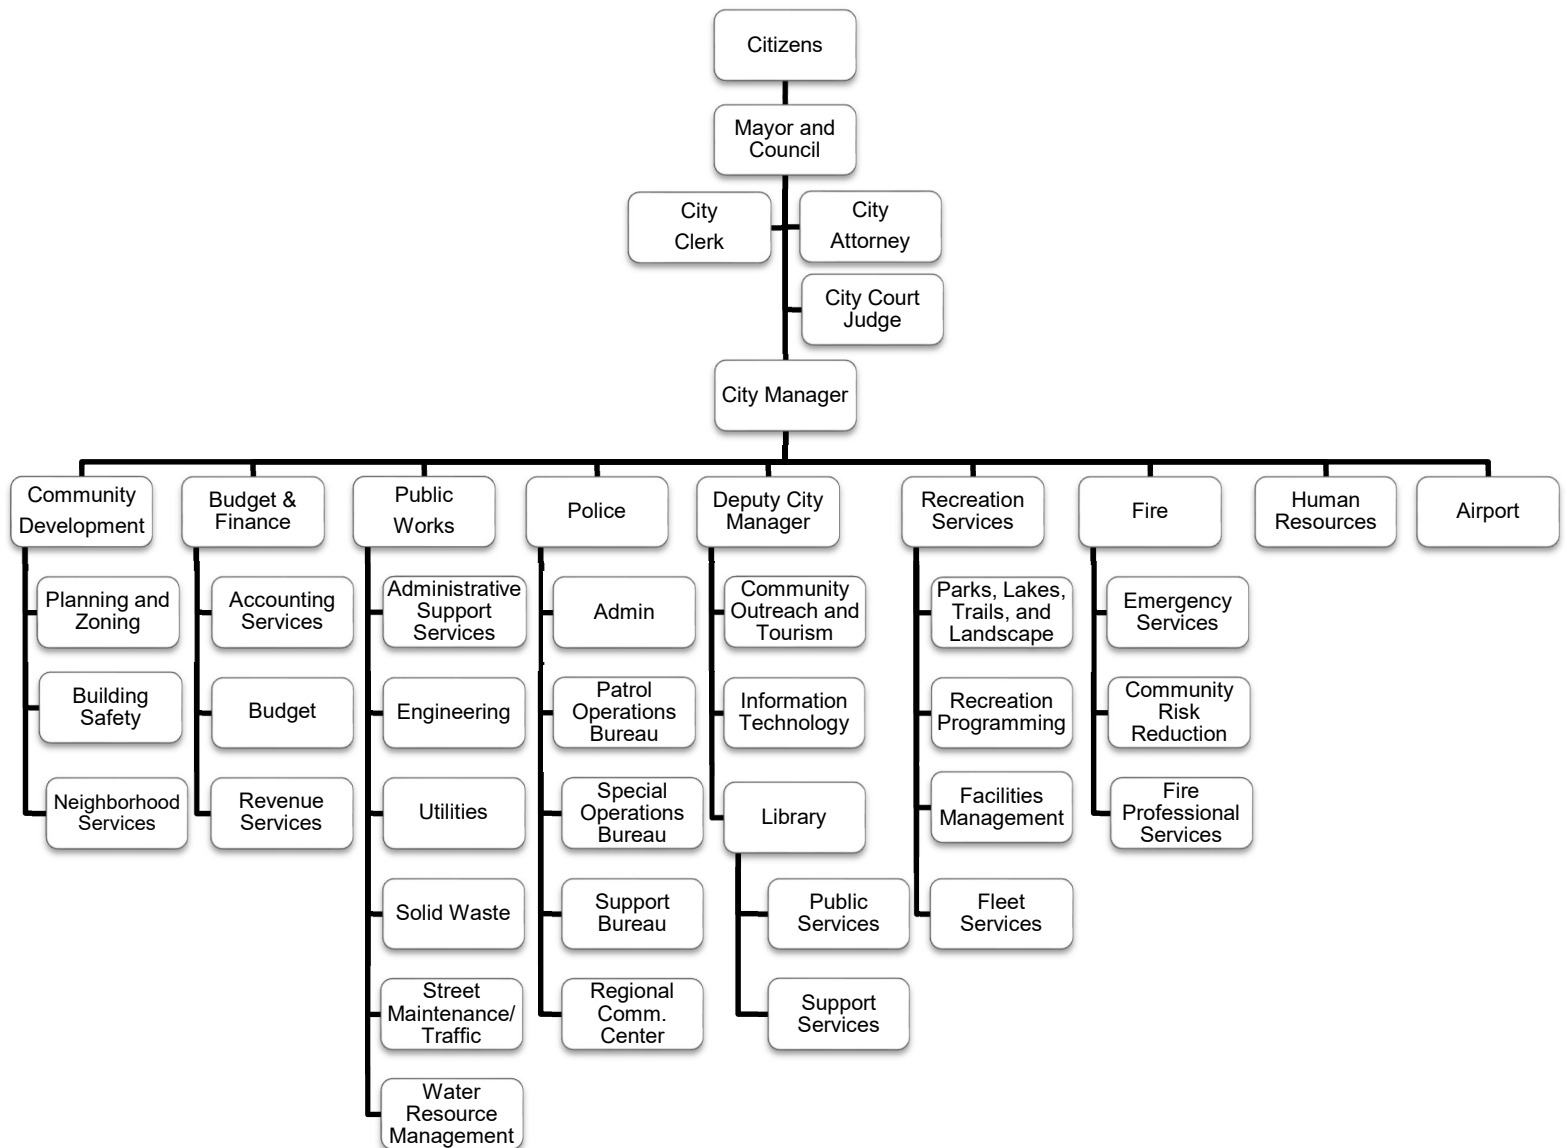 Citizens
Mayor and
Council
City
Clerk
City
Attorney
City Court
Judge
City Manager
Community
Development
Budget &
Finance
Public
Works
Police
Deputy City
Manager
Recreation
Services
Fire
Human
Resources
Airport
Planning and
Zoning
Building
Safety
Neighborhood
Services
Accounting
Services
Budget
Revenue
Services
Administrative
Support
Services
Engineering
Utilities
Solid Waste
Street
Maintenance/
Traffic
Water
Resource
Management
Admin
Patrol
Operations
Bureau
Special
Operations
Bureau
Support
Bureau
Regional
Comm.
Center
Community
Outreach and
Tourism
Information
Technology
Library
Public
Services
Support
Services
Parks, Lakes,
Trails, and
Landscape
Recreation
Programming
Facilities
Management
Fleet
Services
Emergency
Services
Community
Risk
Reduction
Fire
Professional
Services